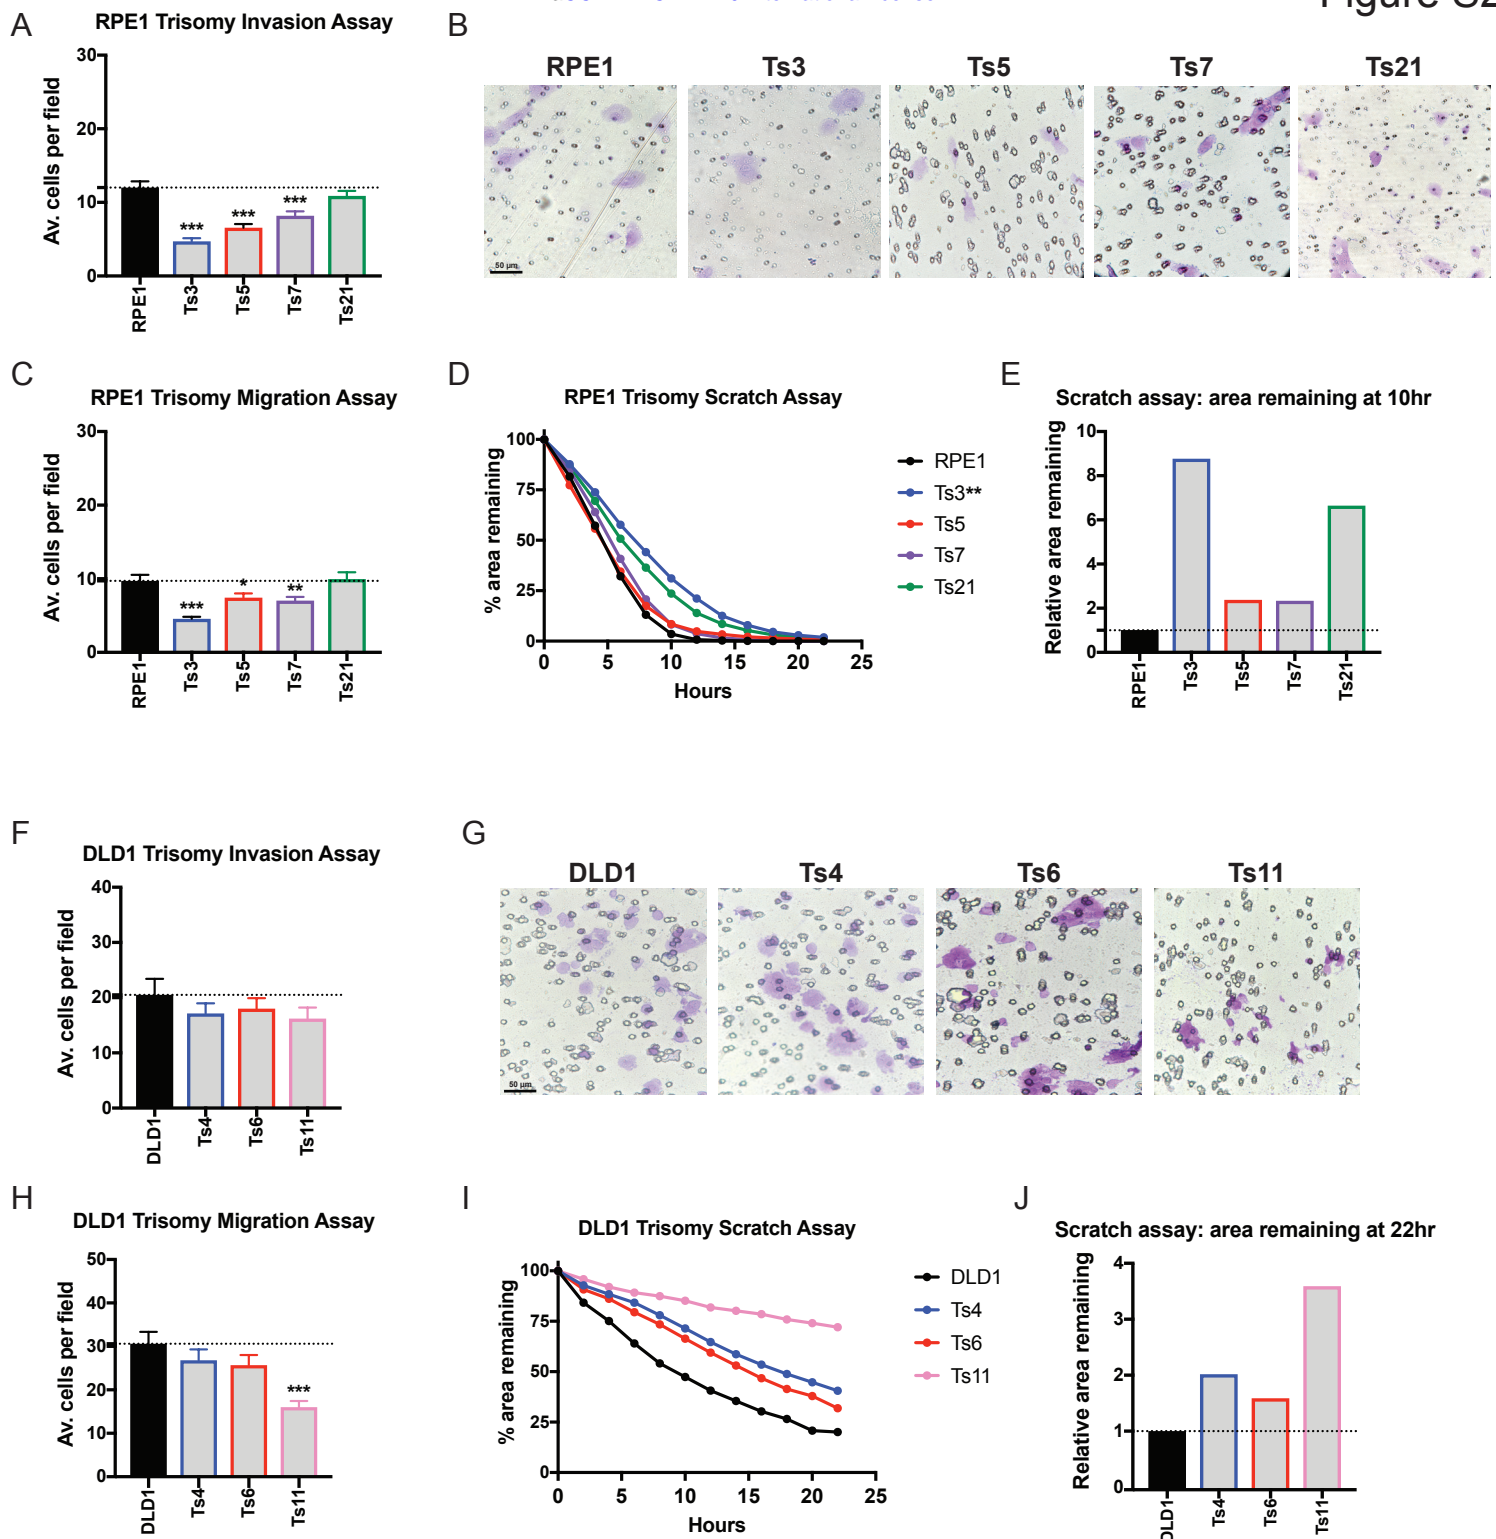 Figure S2
A
RPE1 Trisomy Invasion Assay
Av. cells per field
30
20
10
0
***
***
***
RPE1
Ts3
Ts5
Ts7
Ts21
B
RPE1
Ts3
Ts5
Ts7
Ts21
50 µm
C
RPE1 Trisomy Migration Assay
Av. cells per field
30
20
10
0
***
*
**
RPE1
Ts3
Ts5
Ts7
Ts21
D
RPE1 Trisomy Scratch Assay
% area remaining
100
75
50
25
0
0 5 10 15 20 25
Hours
RPE1
Ts3**
Ts5
Ts7
Ts21
E
Scratch assay: area remaining at 10hr
Relative area remaining
10
8
6
4
2
0
RPE1
Ts3
Ts5
Ts7
Ts21
F
DLD1 Trisomy Invasion Assay
Av. cells per field
40
30
20
10
0
DLD1
Ts4
Ts6
Ts11
G
DLD1
Ts4
Ts6
Ts11
50 µm
H
DLD1 Trisomy Migration Assay
Av. cells per field
50
40
30
20
10
0
***
DLD1
Ts4
Ts6
Ts11
I
DLD1 Trisomy Scratch Assay
% area remaining
100
75
50
25
0
0 5 10 15 20 25
Hours
DLD1
Ts4
Ts6
Ts11
J
Scratch assay: area remaining at 22hr
Relative area remaining
4
3
2
1
0
DLD1
Ts4
Ts6
Ts11